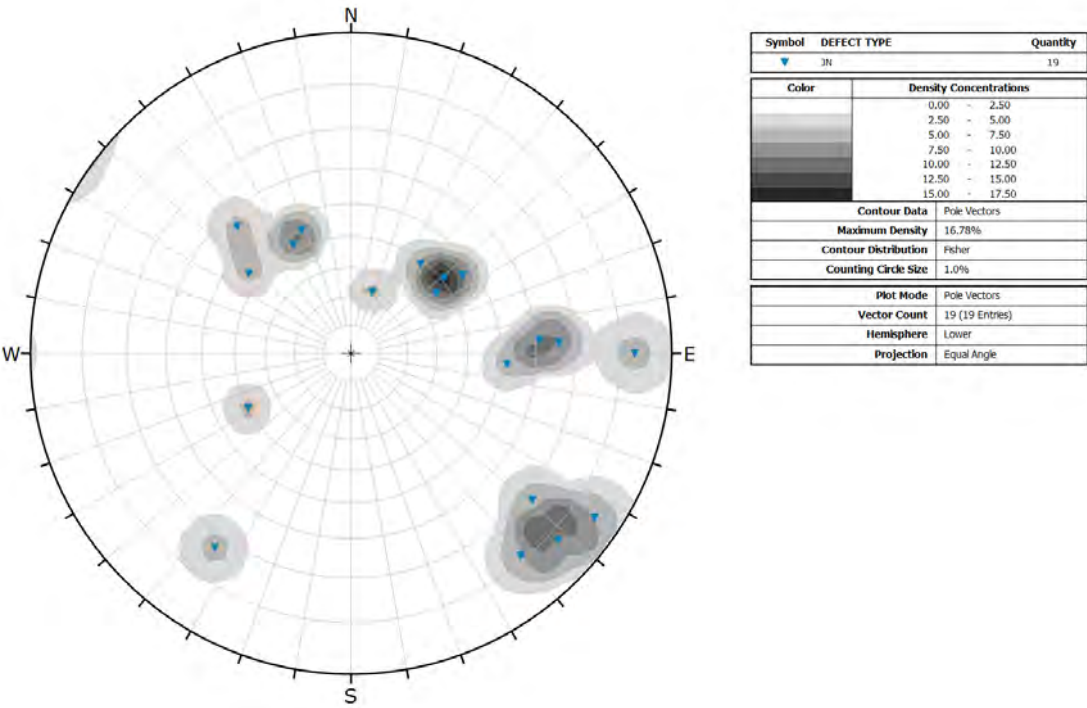 N
W
E
S
Symbol DEFECT TYPE Quantity
JN 19
Color Density Concentrations
0.00 - 2.50
2.50 - 5.00
5.00 - 7.50
7.50 - 10.00
10.00 - 12.50
12.50 - 15.00
15.00 - 17.50
Contour Data Pole Vectors
Maximum Density 16.78%
Contour Distribution Fisher
Counting Circle Size 1.0%
Plot Mode Pole Vectors
Vector Count 19 (19 Entries)
Hemisphere Lower
Projection Equal Angle